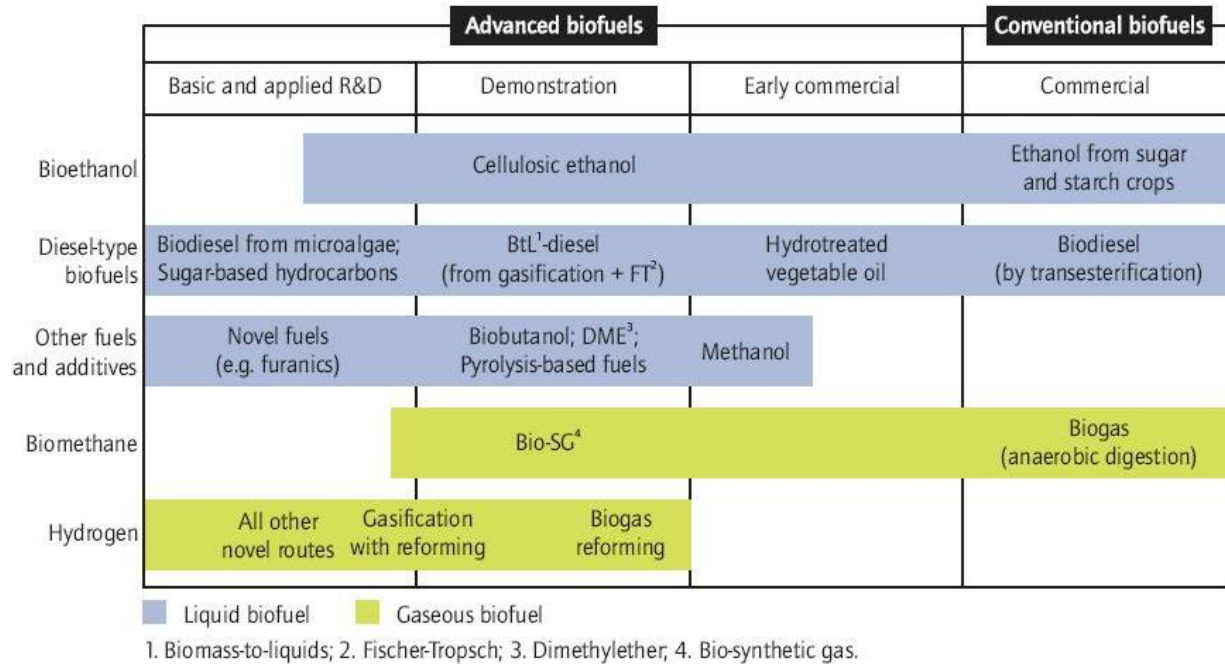 Advanced biofuels Conventional biofuels
Basic and applied R&D Demonstration Early commercial Commercial
Bioethanol
Cellulosic ethanol
Ethanol from sugar
and starch crops
Diesel-type
biofuels
Biodiesel from microalgae;
Sugar-based hydrocarbons
BtL¹-diesel
(from gasification + FT²)
Hydrotreated
vegetable oil
Biodiesel
(by transesterification)
Other fuels
and additives
Novel fuels
(e.g. furanics)
Biobutanol; DME³;
Pyrolysis-based fuels
Methanol
Biomethane
Bio-SG⁴
Biogas
(anaerobic digestion)
Hydrogen
All other
novel routes
Gasification
with reforming
Biogas
reforming
Liquid biofuel Gaseous biofuel
1. Biomass-to-liquids; 2. Fischer-Tropsch; 3. Dimethylether; 4. Bio-synthetic gas.